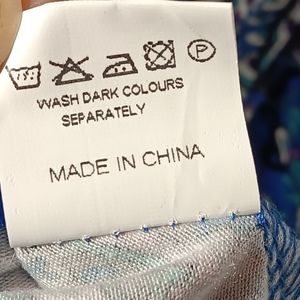 P
WASH DARK COLOURS
SEPARATELY
MADE IN CHINA